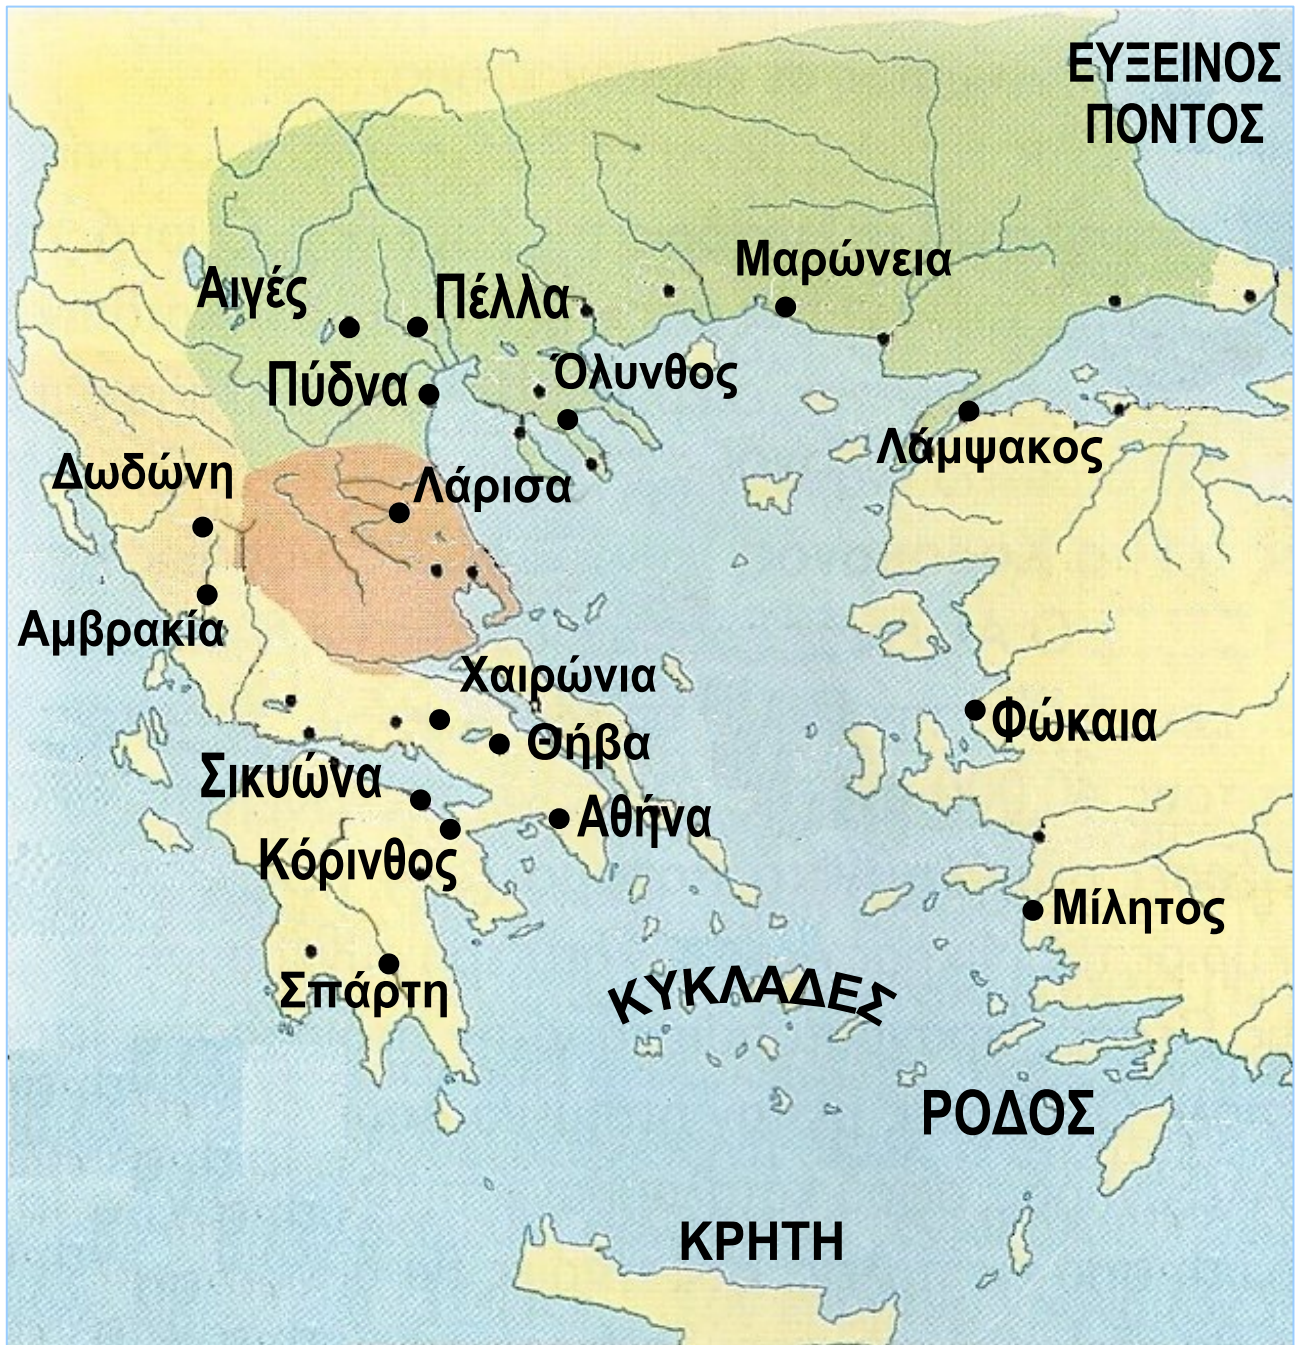 ΕΥΞΕΙΝΟΣ
ΠΟΝΤΟΣ
Μαρώνεια
Αιγές
Πέλλα
Όλυνθος
Πύδνα
Λάμψακος
Δωδώνη
Λάρισα
Αμβρακία
Χαιρώνια
Φώκαια
Θήβα
Σικυώνα
Αθήνα
Κόρινθος
Μίλητος
Σπάρτη
ΚΥΚΛΑΔΕΣ
ΡΟΔΟΣ
ΚΡΗΤΗ